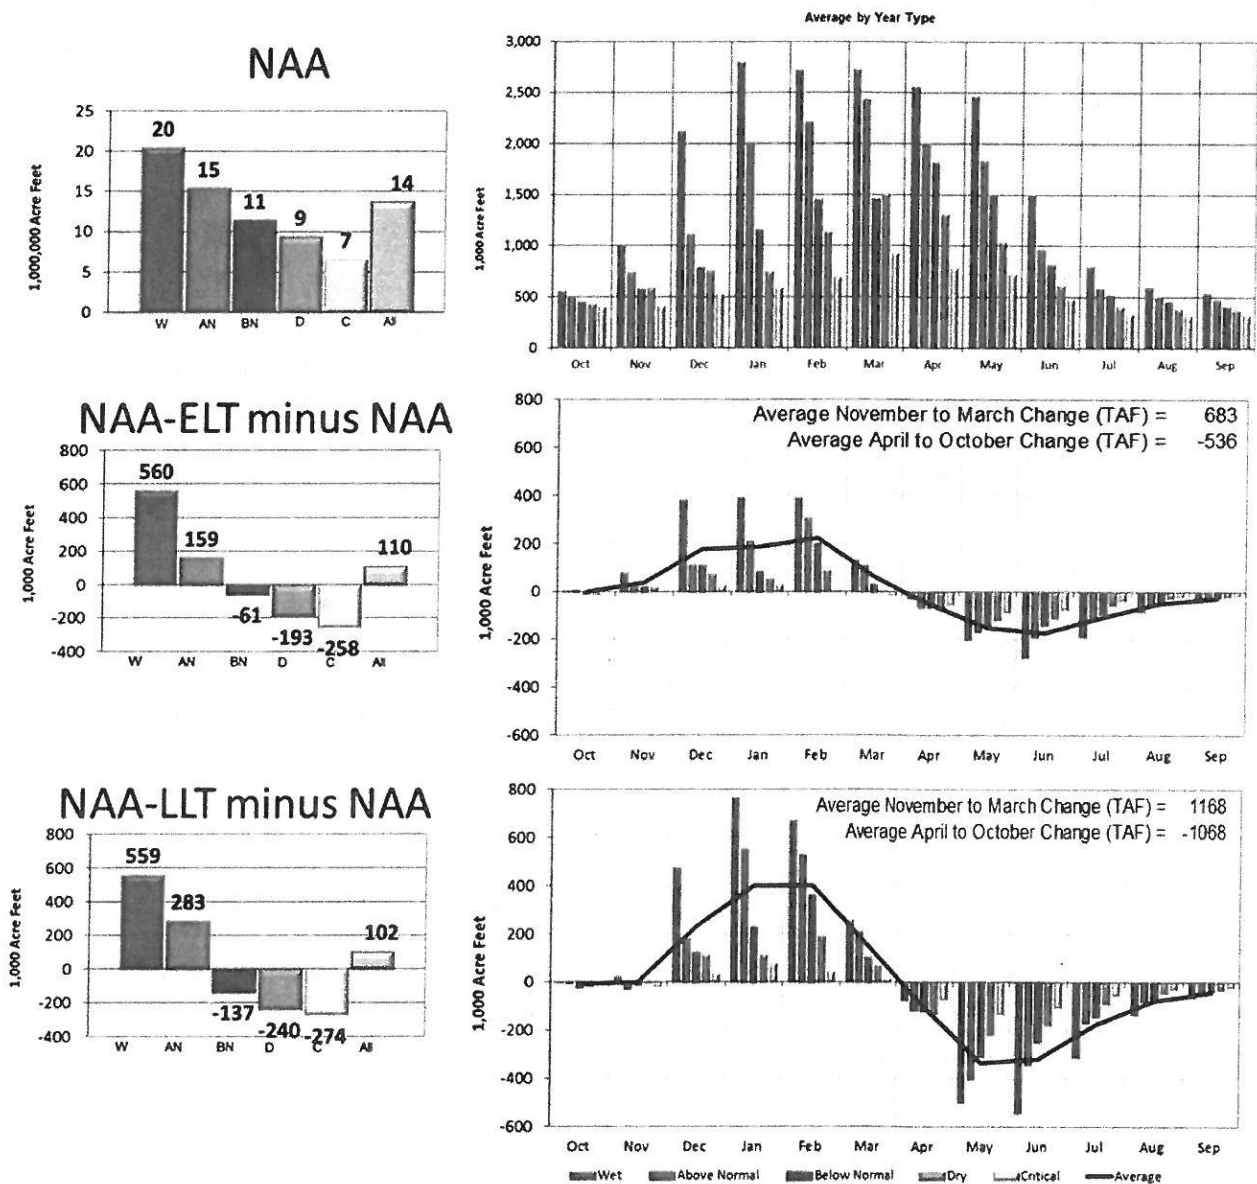 NAA
1,000,000 Acre Feet
25
20
15
10
5
0
20
15
11
9
7
14
W AN BN D C All
Average by Year Type
1,000 Acre Feet
3,000
2,500
2,000
1,500
1,000
500
0
Oct Nov Dec Jan Feb Mar Apr May Jun Jul Aug Sep
NAA-ELT minus NAA
1,000 Acre Feet
800
600
400
200
0
-200
-400
560
159
-61
-193
-258
110
W AN BN D C All
Average November to March Change (TAF) = 683
Average April to October Change (TAF) = -536
1,000 Acre Feet
800
600
400
200
0
-200
-400
-600
Oct Nov Dec Jan Feb Mar Apr May Jun Jul Aug Sep
NAA-LLT minus NAA
1,000 Acre Feet
800
600
400
200
0
-200
-400
559
283
-137
-240
-274
102
W AN BN D C All
Average November to March Change (TAF) = 1168
Average April to October Change (TAF) = -1068
1,000 Acre Feet
800
600
400
200
0
-200
-400
-600
Oct Nov Dec Jan Feb Mar Apr May Jun Jul Aug Sep
Wet Above Normal Below Normal Dry Critical Average